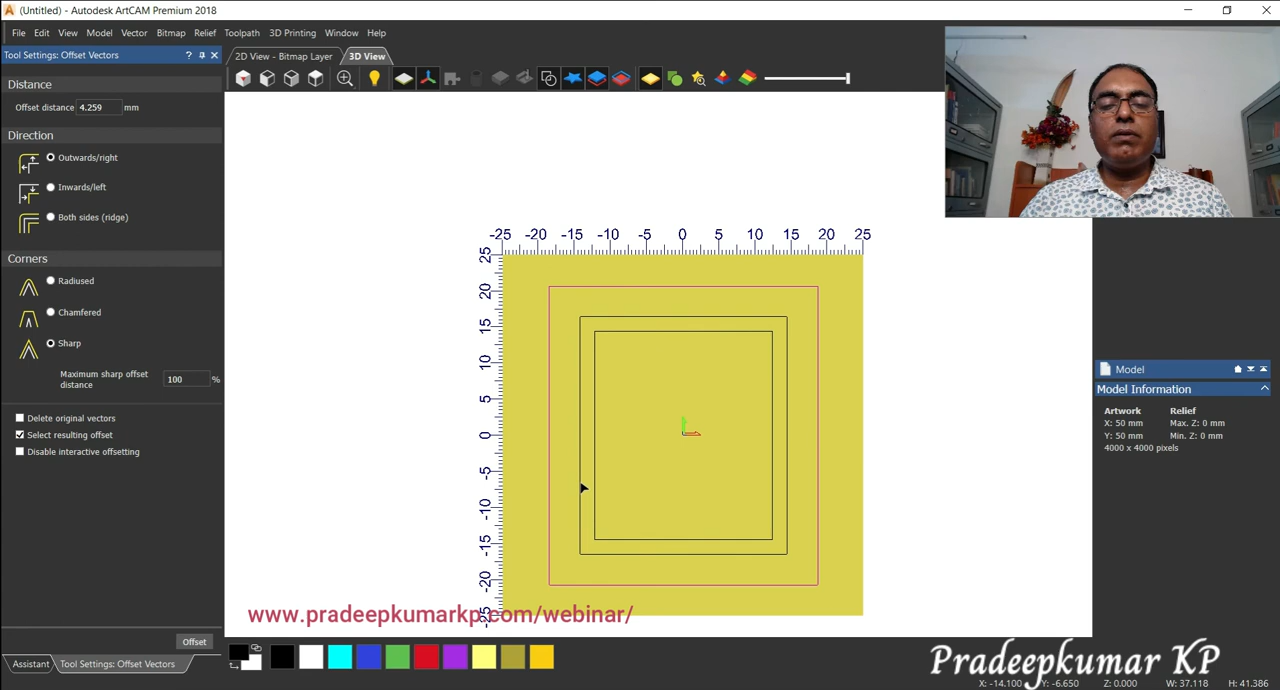 (Untitled) - Autodesk ArtCAM Premium 2018
File Edit View Model Vector Bitmap Relief Toolpath 3D Printing Window Help
Tool Settings: Offset Vectors
2D View - Bitmap Layer 3D View
Distance
Offset distance 4.259 mm
Direction
Outwards/right
Inwards/left
Both sides (ridge)
Corners
Radiused
Chamfered
Sharp
Maximum sharp offset
distance
100 %
Delete original vectors
Select resulting offset
Disable interactive offsetting
Offset
Assistant Tool Settings: Offset Vectors
-25 -20 -15 -10 -5 0 5 10 15 20 25
25
20
15
10
5
0
-5
-10
-15
-20
-25
www.pradeepkumarkp.com/webinar/
Model
Model Information
Artwork Relief
X: 50 mm Max. Z: 0 mm
Y: 50 mm Min. Z: 0 mm
4000 x 4000 pixels
Pradeepkumar KP
X: -14.100 Y: -6.650 Z: 0.000 W: 37.118 H: 41.386